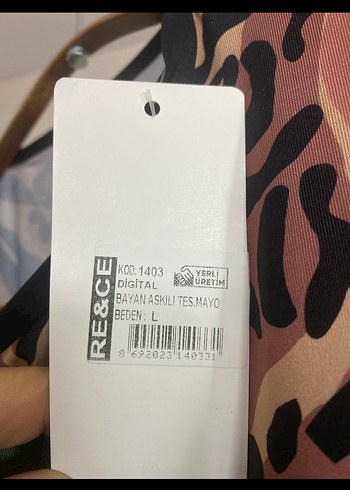 RE&CE
KOD: 1403
DİGİTAL
YERLİ
ÜRETİM
BAYAN ASKILI TES.MAYO
BEDEN: L
8 692023 140331